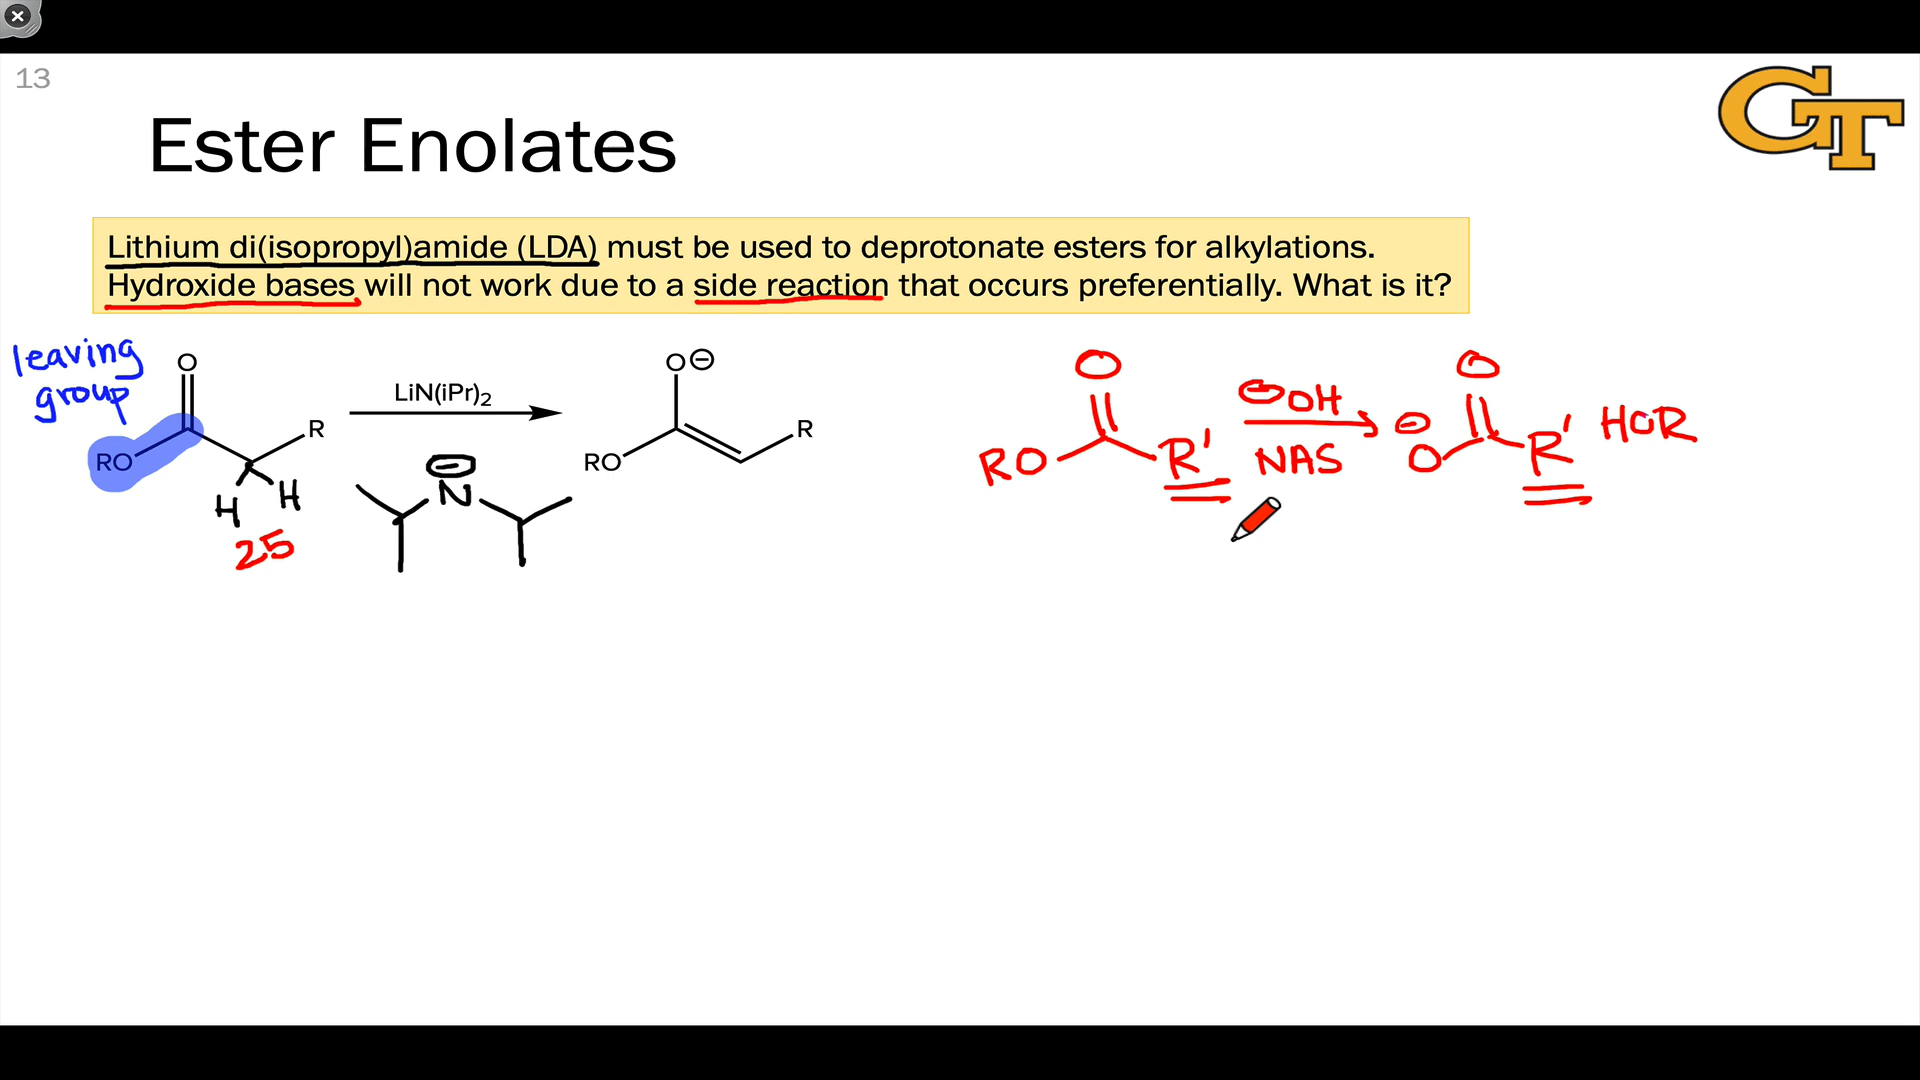 13
GT
Ester Enolates
Lithium di(isopropyl)amide (LDA) must be used to deprotonate esters for alkylations.
Hydroxide bases will not work due to a side reaction that occurs preferentially. What is it?
leaving
group
O
RO
R
H H
25
LiN(iPr)₂
⊖
N
O⊖
RO
R
O
RO
R'
⊖OH
NAS
O
⊖
O
R'
HOR